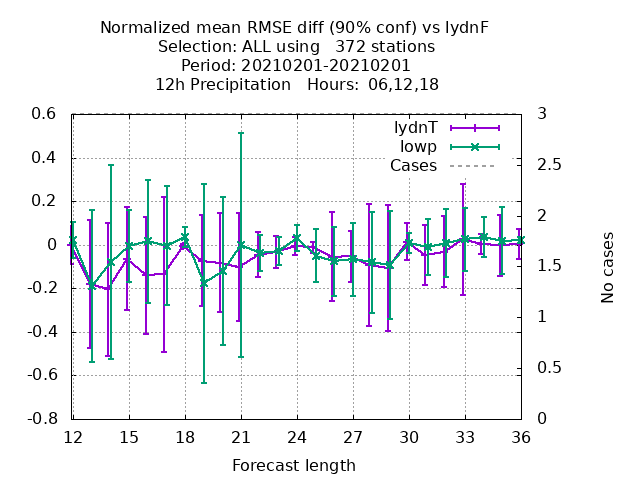 Normalized mean RMSE diff (90% conf) vs lydnF
Selection: ALL using   372 stations
Period: 20210201-20210201
12h Precipitation   Hours:  06,12,18
lydnT
lowp
Cases
0.6
0.4
0.2
0
-0.2
-0.4
-0.6
-0.8
3
2.5
2
1.5
1
0.5
0
No cases
12 15 18 21 24 27 30 33 36
Forecast length